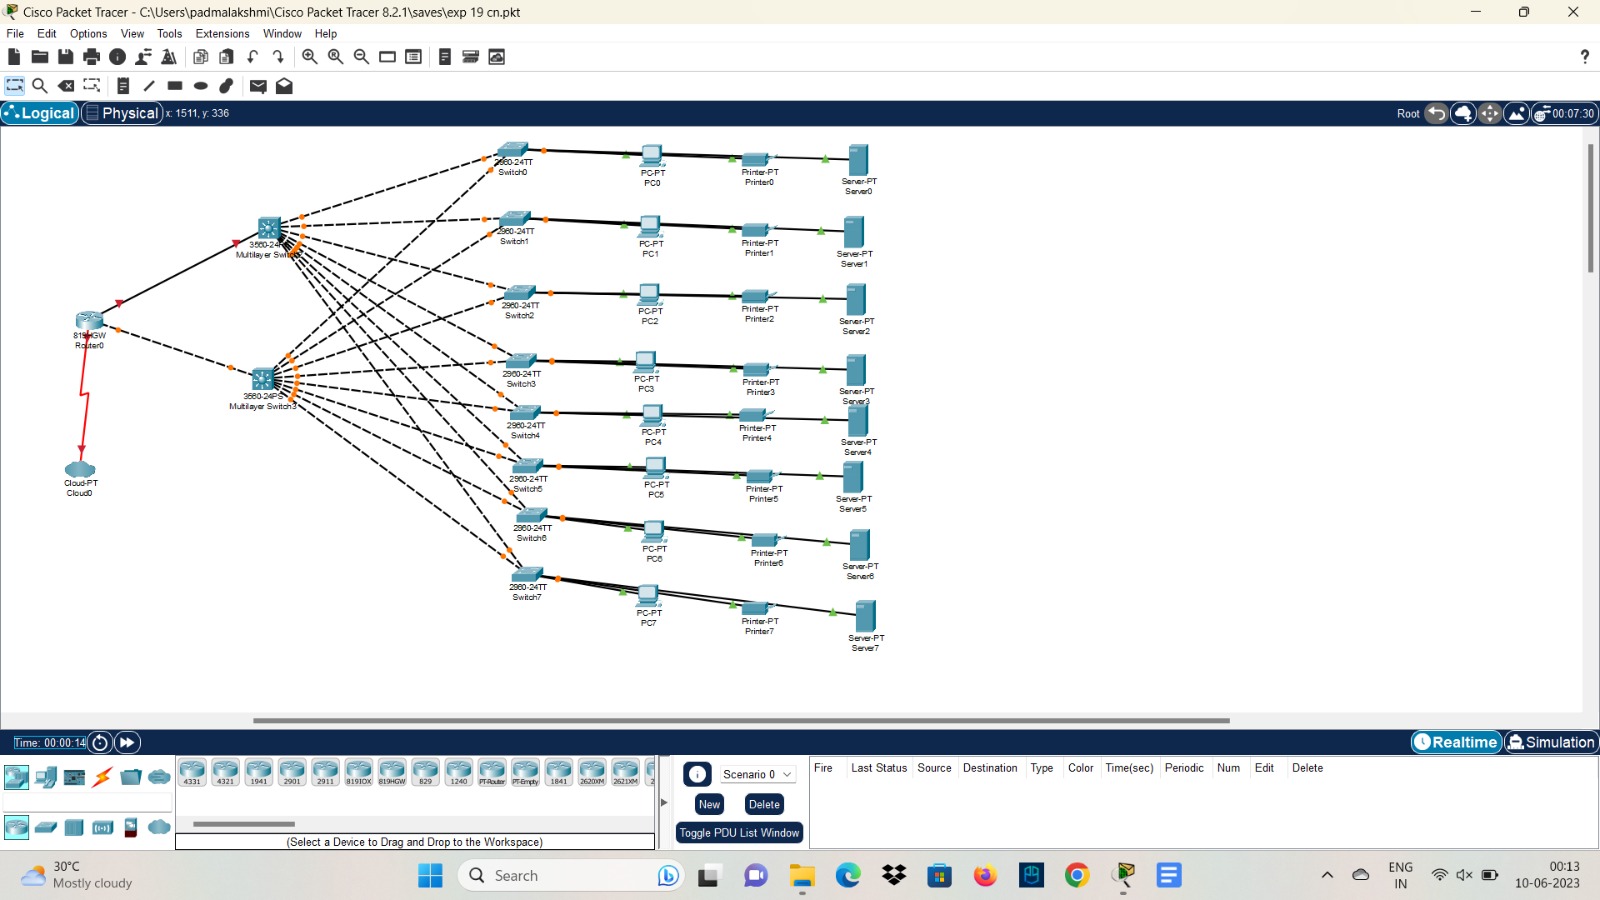 Cisco Packet Tracer - C:\Users\padmalakshmi\Cisco Packet Tracer 8.2.1\saves\exp 19 cn.pkt
File Edit Options View Tools Extensions Window Help
Logical Physical x: 1511, y: 336 Root 00:07:30
2960-24TT
Switch0
PC-PT
PC0
Printer-PT
Printer0
Server-PT
Server0
2960-24TT
Switch1
PC-PT
PC1
Printer-PT
Printer1
Server-PT
Server1
Multilayer
2960-24TT
Switch2
PC-PT
PC2
Printer-PT
Printer2
Server-PT
Server2
Router0
2960-24TT
Switch3
PC-PT
PC3
Printer-PT
Printer3
Server-PT
Server3
3560-24PS
Multilayer Switch3
2960-24TT
Switch4
PC-PT
PC4
Printer-PT
Printer4
Server-PT
Server4
Cloud-PT
Cloud0
2960-24TT
Switch5
PC-PT
PC5
Printer-PT
Printer5
Server-PT
Server5
2960-24TT
Switch6
PC-PT
PC6
Printer-PT
Printer6
Server-PT
Server6
2960-24TT
Switch7
PC-PT
PC7
Printer-PT
Printer7
Server-PT
Server7
Time: 00:00:14 Realtime Simulation
4331 4321 1941 2901 2911 819IOX 819HGW 829 1240 PT-Router PT-Empty 1841 2620XM 2621XM 2
(Select a Device to Drag and Drop to the Workspace)
Scenario 0
New Delete
Toggle PDU List Window
Fire Last Status Source Destination Type Color Time(sec) Periodic Num Edit Delete
30°C
Mostly cloudy
Search
ENG
IN
00:13
10-06-2023